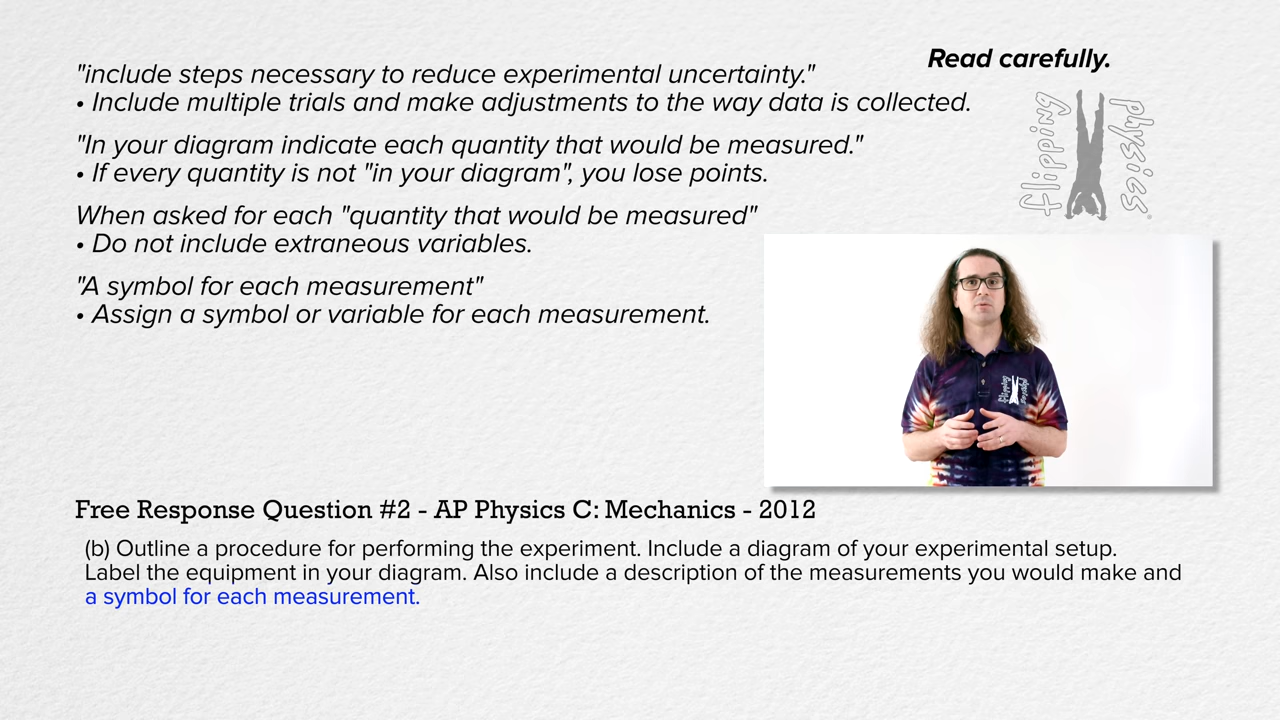 Read carefully.
"include steps necessary to reduce experimental uncertainty."
• Include multiple trials and make adjustments to the way data is collected.
"In your diagram indicate each quantity that would be measured."
• If every quantity is not "in your diagram", you lose points.
When asked for each "quantity that would be measured"
• Do not include extraneous variables.
"A symbol for each measurement"
• Assign a symbol or variable for each measurement.
flipping
physics
flipping
physics
Free Response Question #2 - AP Physics C: Mechanics - 2012
(b) Outline a procedure for performing the experiment. Include a diagram of your experimental setup.
Label the equipment in your diagram. Also include a description of the measurements you would make and
a symbol for each measurement.